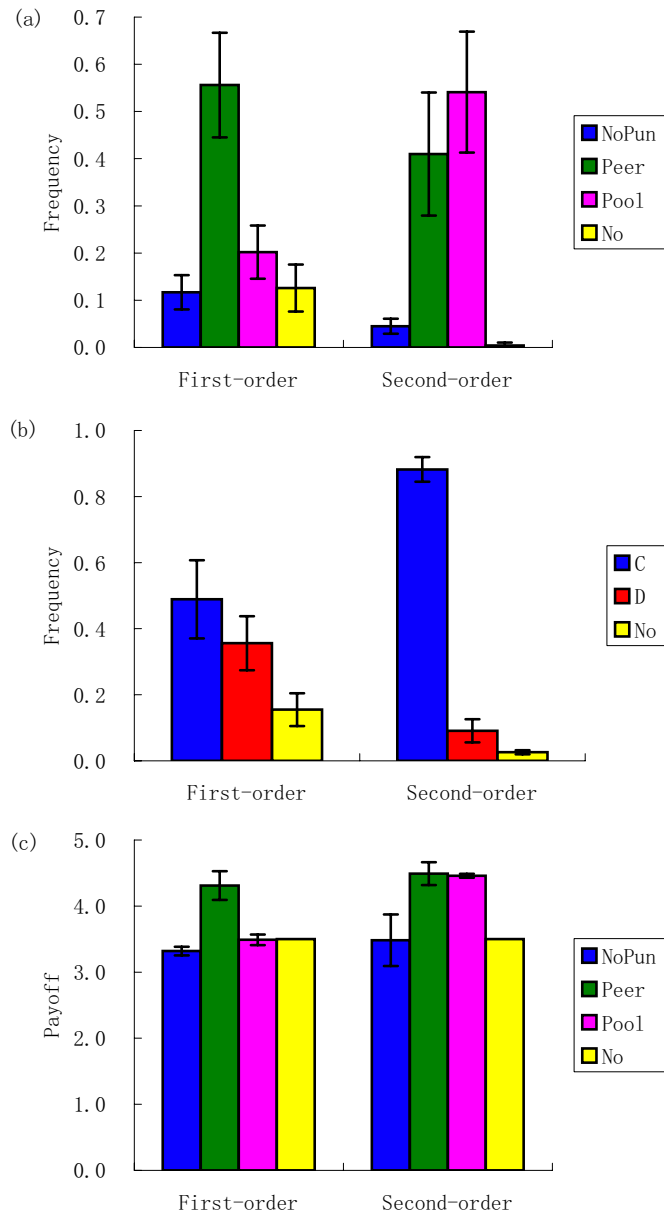 (a)
0.7
0.6
0.5
0.4
0.3
0.2
0.1
0.0
Frequency
First-order
Second-order
NoPun
Peer
Pool
No
(b)
1.0
0.8
0.6
0.4
0.2
0.0
Frequency
First-order
Second-order
C
D
No
(c)
5.0
4.0
3.0
2.0
1.0
0.0
Payoff
First-order
Second-order
NoPun
Peer
Pool
No